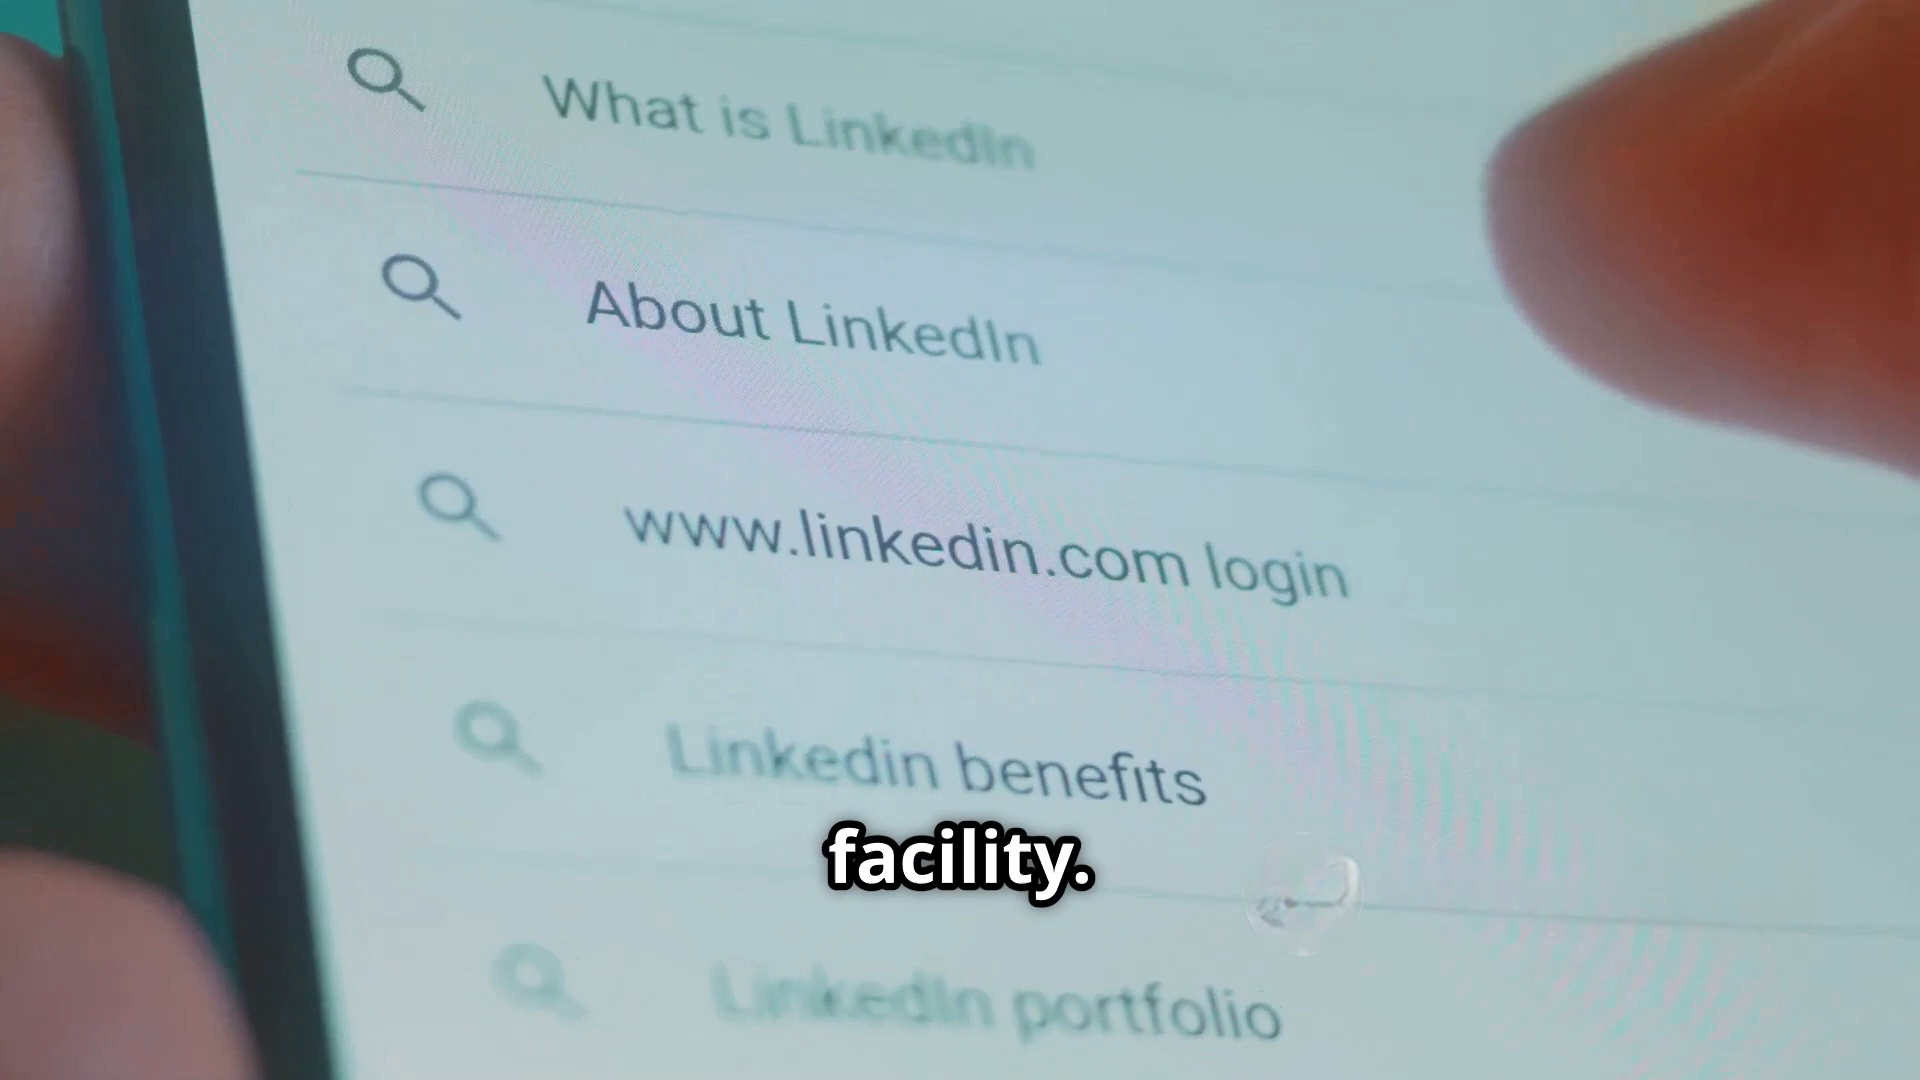 What is LinkedIn
About LinkedIn
www.linkedin.com login
Linkedin benefits
facility.
LinkedIn portfolio